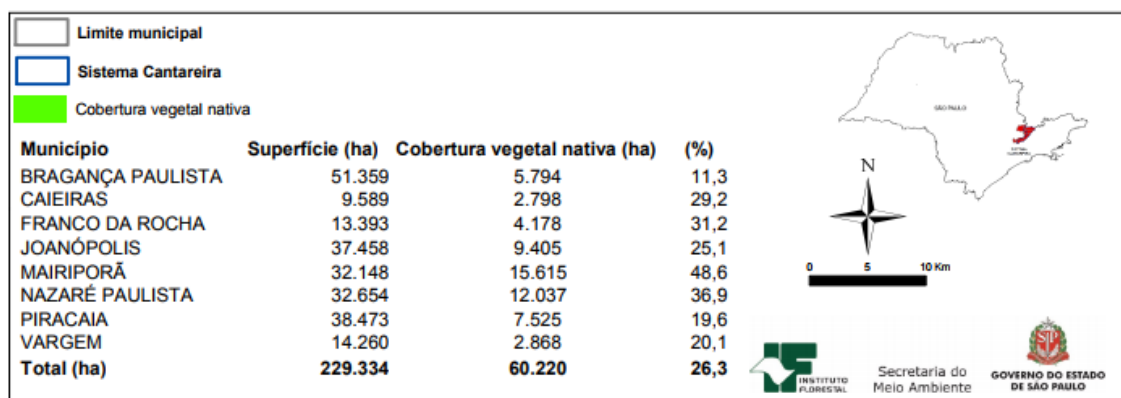 Limite municipal
Sistema Cantareira
Cobertura vegetal nativa
Município Superfície (ha) Cobertura vegetal nativa (ha) (%)
BRAGANÇA PAULISTA 51.359 5.794 11,3
CAIEIRAS 9.589 2.798 29,2
FRANCO DA ROCHA 13.393 4.178 31,2
JOANÓPOLIS 37.458 9.405 25,1
MAIRIPORÃ 32.148 15.615 48,6
NAZARÉ PAULISTA 32.654 12.037 36,9
PIRACAIA 38.473 7.525 19,6
VARGEM 14.260 2.868 20,1
Total (ha) 229.334 60.220 26,3
SÃO PAULO
N
0 5 10 Km
INSTITUTO
FLORESTAL
Secretaria do
Meio Ambiente
GOVERNO DO ESTADO
DE SÃO PAULO